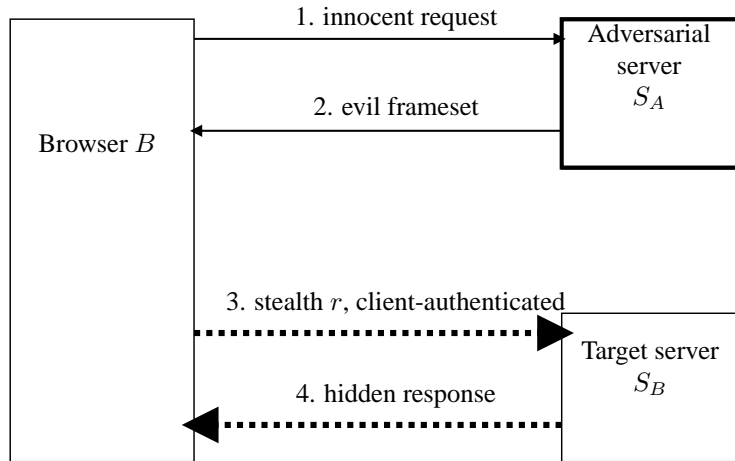 1. innocent request
Adversarial
server
S_A
2. evil frameset
Browser B
3. stealth r, client-authenticated
Target server
S_B
4. hidden response